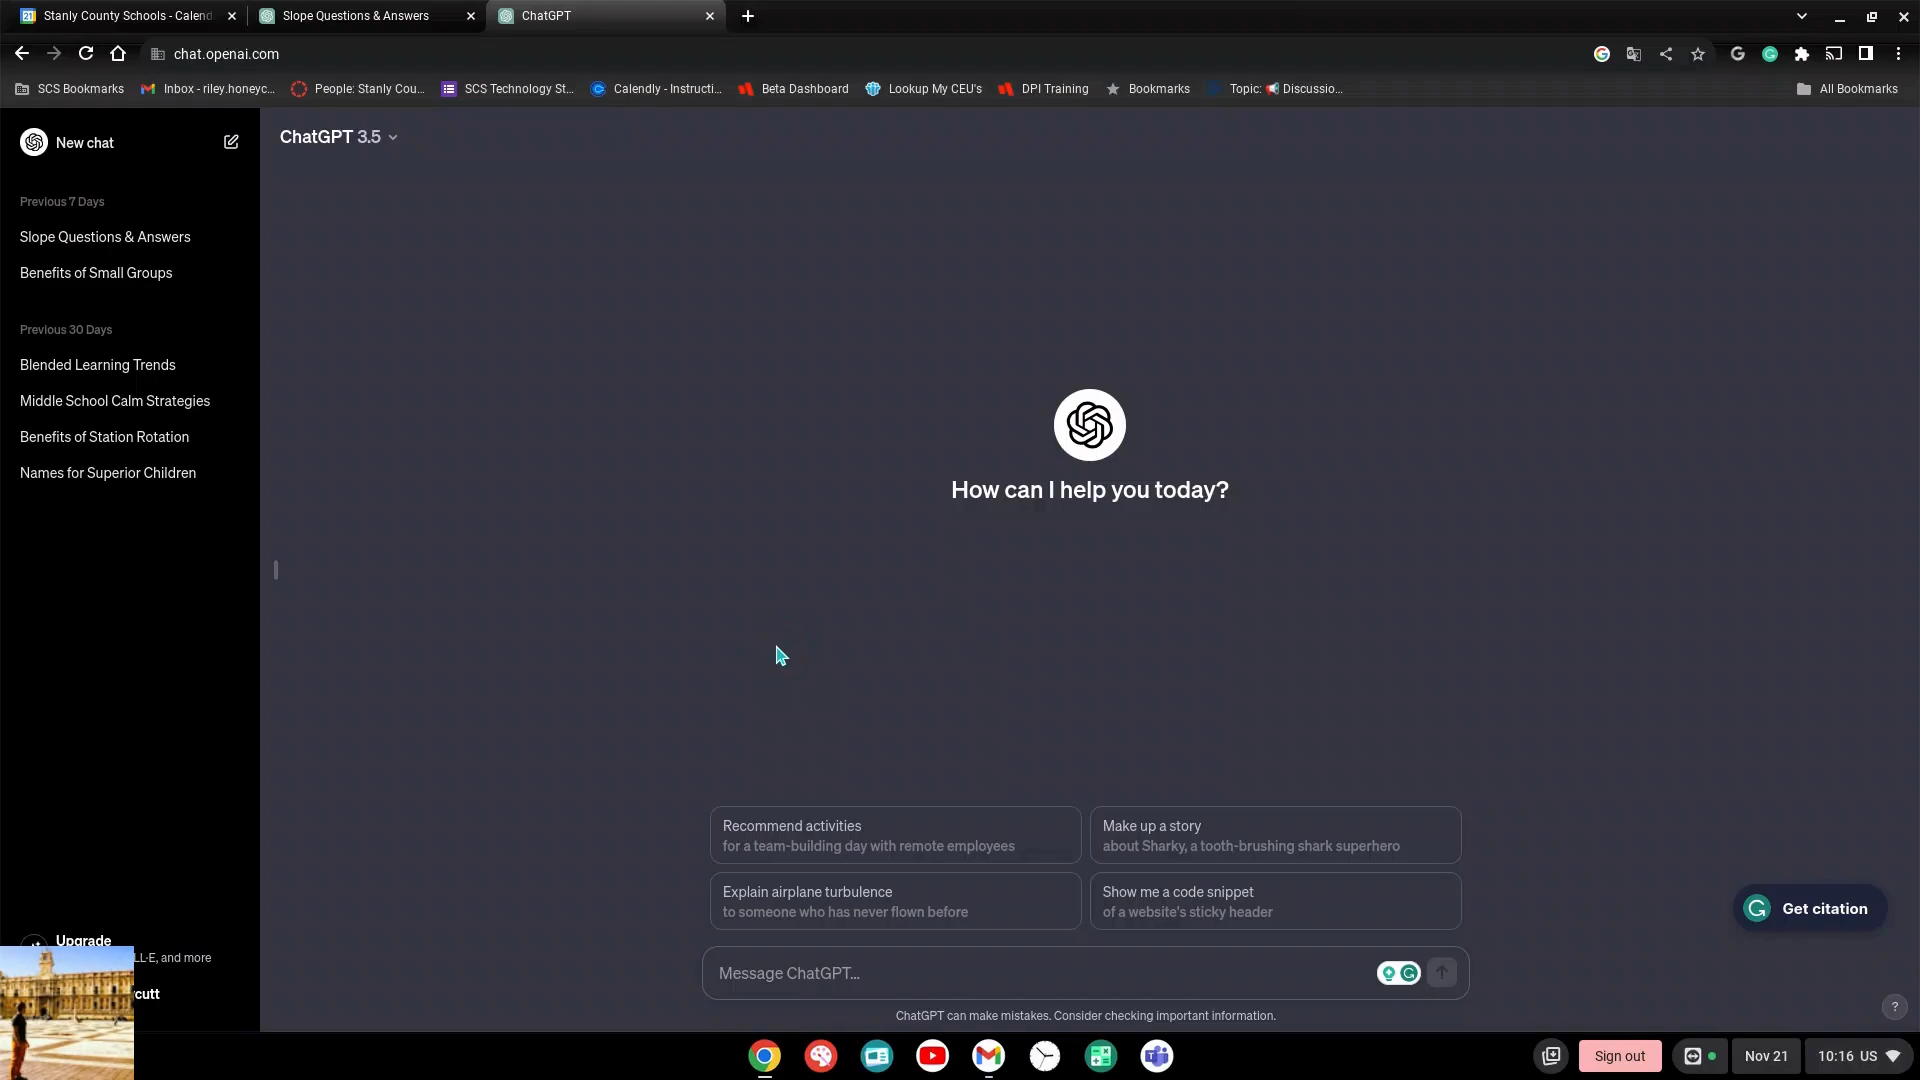 Stanly County Schools - Calend
Slope Questions & Answers
ChatGPT
chat.openai.com
SCS Bookmarks
Inbox - riley.honeyc...
People: Stanly Cou...
SCS Technology St...
Calendly - Instructi...
Beta Dashboard
Lookup My CEU's
DPI Training
Bookmarks
Topic: 📢 Discussio...
All Bookmarks
New chat
ChatGPT 3.5
Previous 7 Days
Slope Questions & Answers
Benefits of Small Groups
Previous 30 Days
Blended Learning Trends
Middle School Calm Strategies
Benefits of Station Rotation
Names for Superior Children
How can I help you today?
Recommend activities
for a team-building day with remote employees
Make up a story
about Sharky, a tooth-brushing shark superhero
Explain airplane turbulence
to someone who has never flown before
Show me a code snippet
of a website's sticky header
Get citation
Upgrade
LL·E, and more
cutt
Message ChatGPT...
ChatGPT can make mistakes. Consider checking important information.
?
Sign out
Nov 21
10:16 US